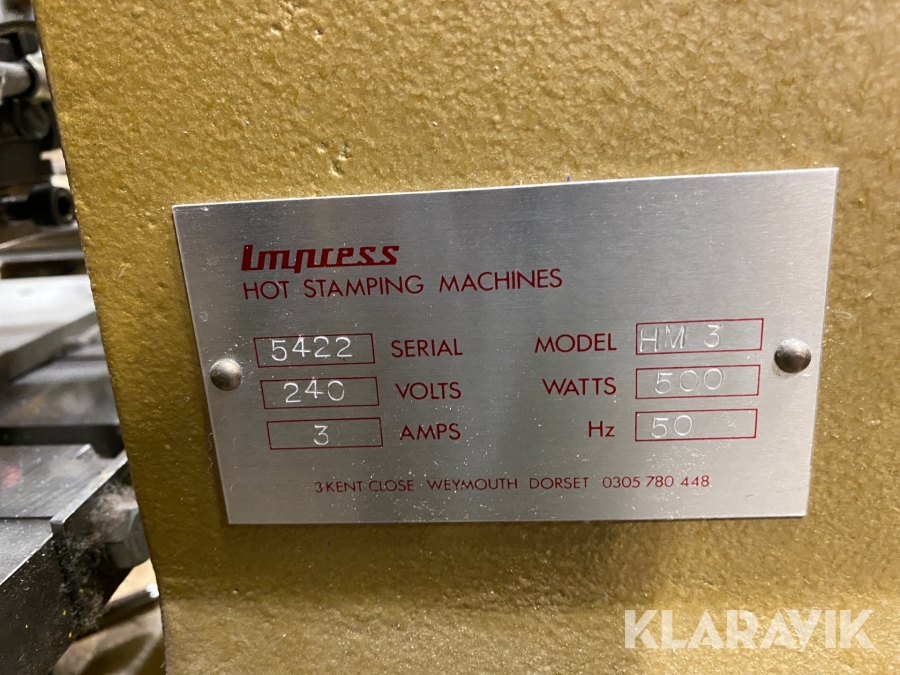 Impress
HOT STAMPING MACHINES
5422 SERIAL MODEL HM 3
240 VOLTS WATTS 500
3 AMPS Hz 50
3 KENT CLOSE WEYMOUTH DORSET 0305 780 448
KLARAVIK